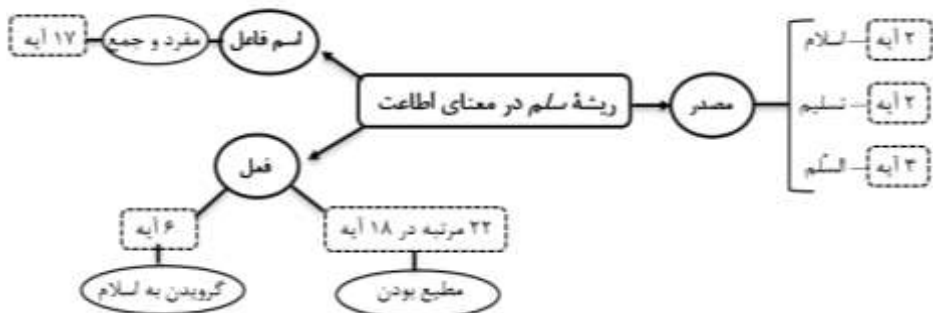 ریشهٔ سلم در معنای اطاعت
اسم فاعل
مفرد و جمع
۱۷ آیه
مصدر
اسلام
۲ آیه
تسلیم
۲ آیه
السّلم
۳ آیه
فعل
۲۲ مرتبه در ۱۸ آیه
مطیع بودن
۶ آیه
گرویدن به اسلام